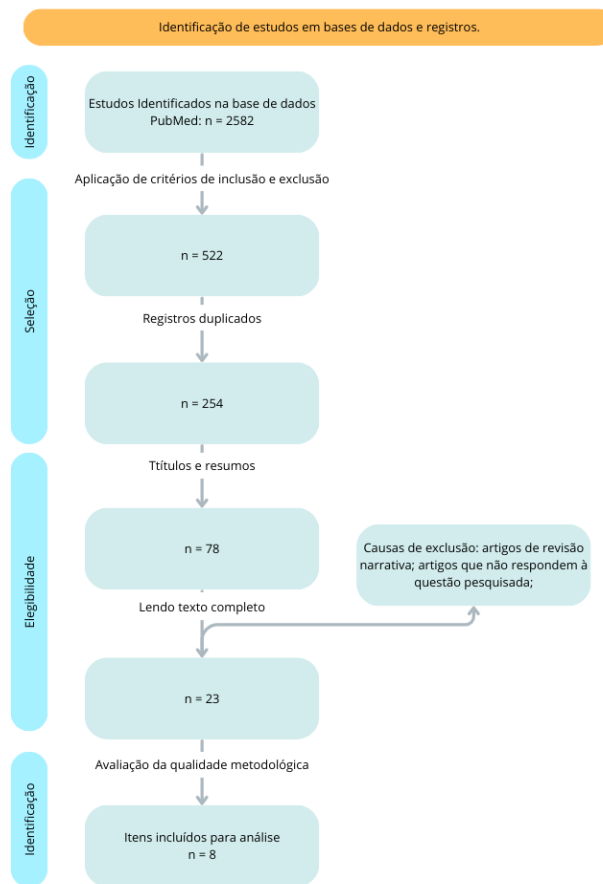 Identificação de estudos em bases de dados e registros.
Identificação
Estudos Identificados na base de dados
PubMed: n = 2582
Aplicação de critérios de inclusão e exclusão
Seleção
n = 522
Registros duplicados
n = 254
Ttítulos e resumos
Elegibilidade
n = 78
Causas de exclusão: artigos de revisão
narrativa; artigos que não respondem à
questão pesquisada;
Lendo texto completo
n = 23
Avaliação da qualidade metodológica
Identificação
Itens incluídos para análise
n = 8